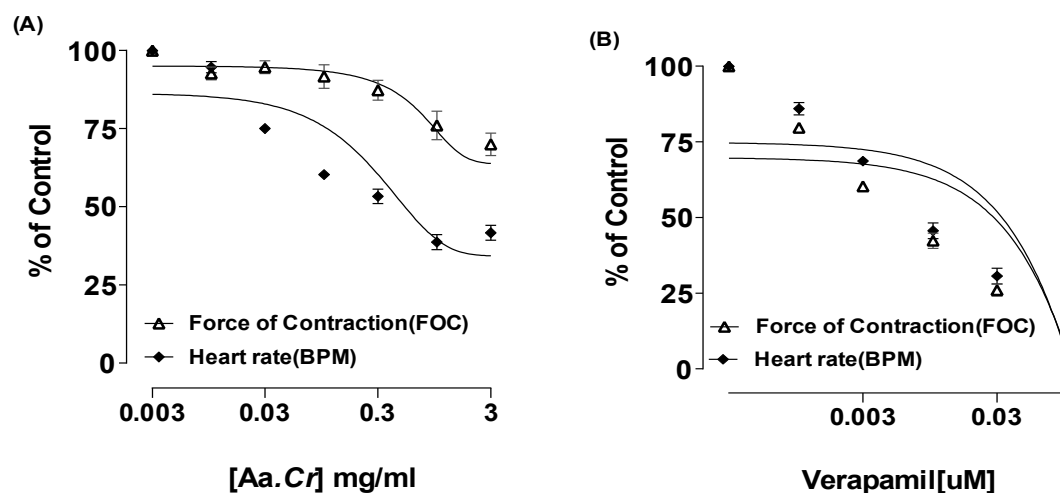 (A)
100
75
50
25
0
% of Control
Force of Contraction(FOC)
Heart rate(BPM)
0.003
0.03
0.3
3
[Aa.Cr] mg/ml
(B)
100
75
50
25
0
% of Control
Force of Contraction(FOC)
Heart rate(BPM)
0.003
0.03
Verapamil[uM]